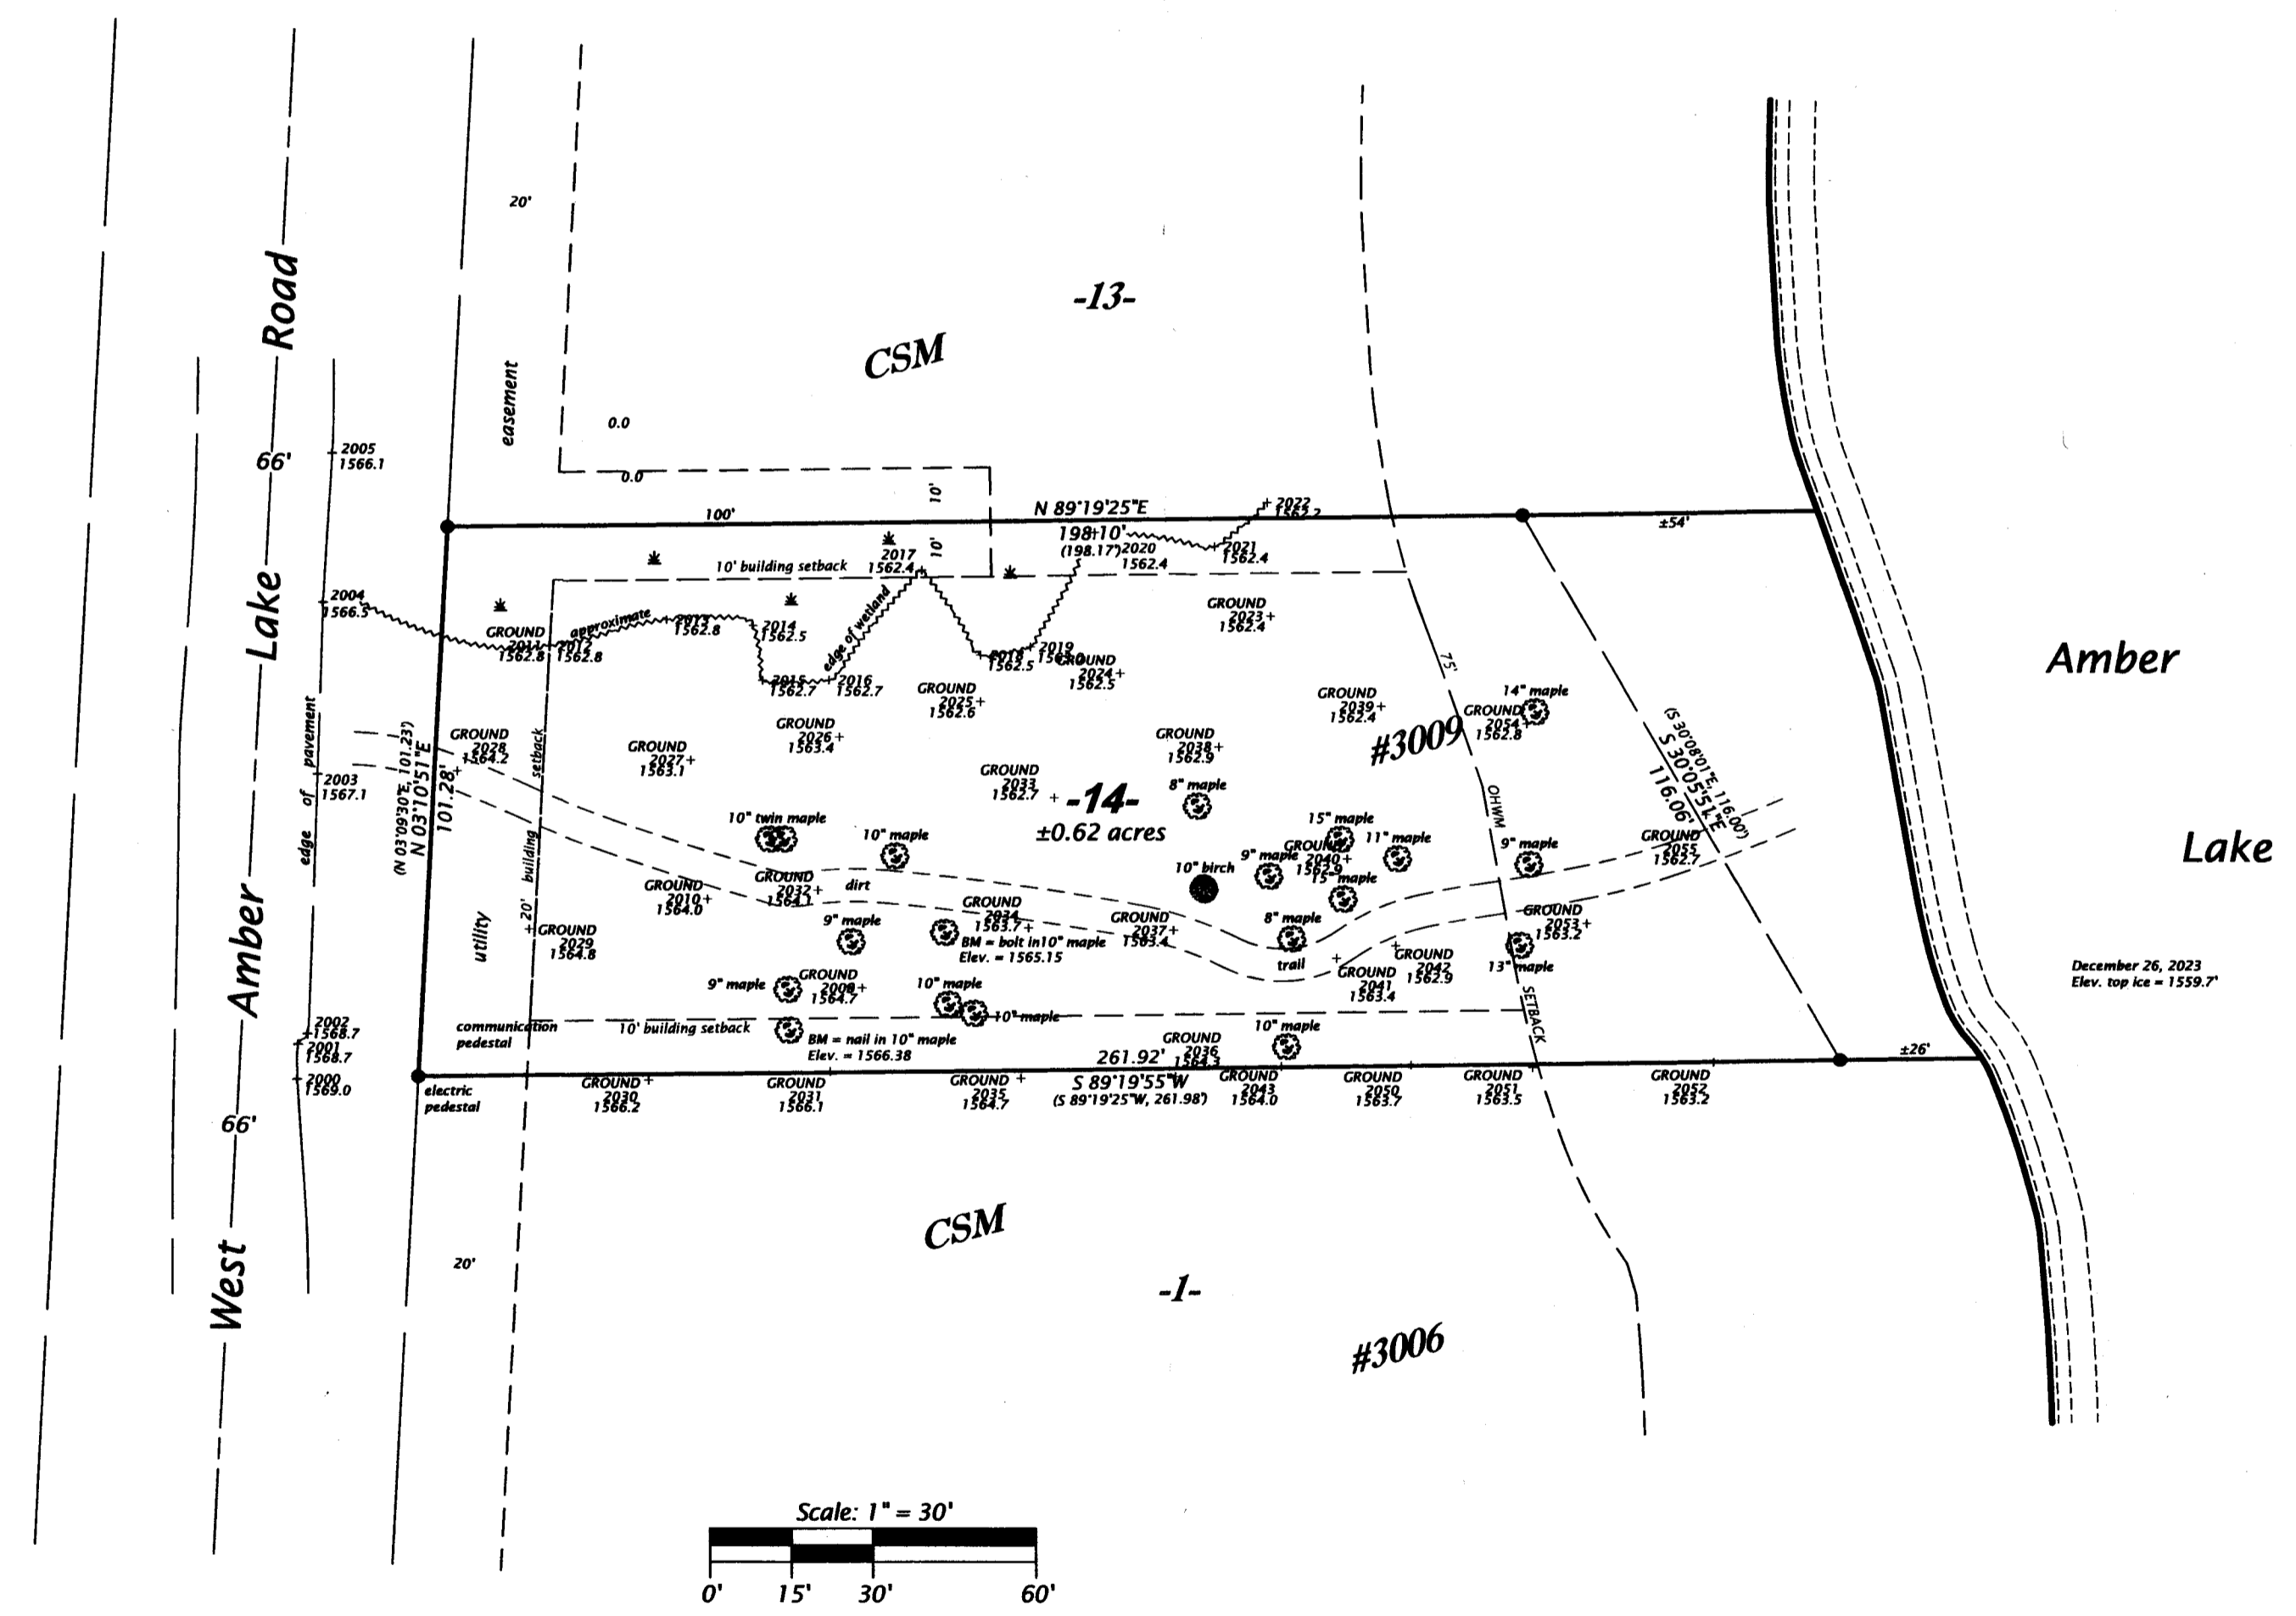 20'
Road
-13-
CSM
easement
0.0
2005
1566.1
66'
0.0
10'
100'
N 89°19'25"E
2022
1562.2
±54'
198+10'
(198.17')
2020
1562.4
2021
1562.4
10'
2017
1562.4
10' building setback
2004
1566.5
Lake
approximate
edge of wetland
GROUND
2011
1562.8
2012
1562.8
2013
1562.8
2014
1562.5
2015
1562.7
2016
1562.7
2018
1562.5
2019
GROUND
2023
1562.4
GROUND
2024
1562.5
GROUND
2025
1562.6
GROUND
2026
1563.4
GROUND
2027
1563.1
GROUND
2028
1564.2
75'
14" maple
GROUND
2054
1562.8
GROUND
2039
1562.4
#3009
GROUND
2038
1562.9
Amber
(S 30°08'01"E, 116.00')
S 30°05'51"E
116.06'
edge of pavement
2003
1567.1
(N 03°09'30"E, 101.23')
N 03°10'51"E
101.28'
20' building setback
GROUND
2033
1562.7
-14-
±0.62 acres
8" maple
OHWM
10" twin maple
10" maple
15" maple
11" maple
9" maple
GROUND
2040
1562.9
9" maple
GROUND
2055
1562.7
Lake
10" birch
15" maple
GROUND
2032
1564.1
dirt
GROUND
2010
1564.0
Amber
utility
GROUND
2029
1564.8
9" maple
GROUND
2034
1563.7
BM = bolt in10" maple
Elev. = 1565.15
GROUND
2037
1563.4
8" maple
trail
GROUND
2053
1563.2
13" maple
GROUND
2042
1562.9
GROUND
2041
1563.4
December 26, 2023
Elev. top ice = 1559.7'
9" maple
GROUND
2009
1564.7
10" maple
10" maple
SETBACK
2002
1568.7
2001
1568.7
2000
1569.0
communication
pedestal
10' building setback
BM = nail in 10" maple
Elev. = 1566.38
10" maple
GROUND
2036
1564.3
261.92'
±26'
S 89°19'55"W
(S 89°19'25"W, 261.98')
electric
pedestal
GROUND
2030
1566.2
GROUND
2031
1566.1
GROUND
2035
1564.7
GROUND
2043
1564.0
GROUND
2050
1563.7
GROUND
2051
1563.5
GROUND
2052
1563.2
66'
West
20'
CSM
-1-
#3006
Scale: 1" = 30'
0' 15' 30' 60'